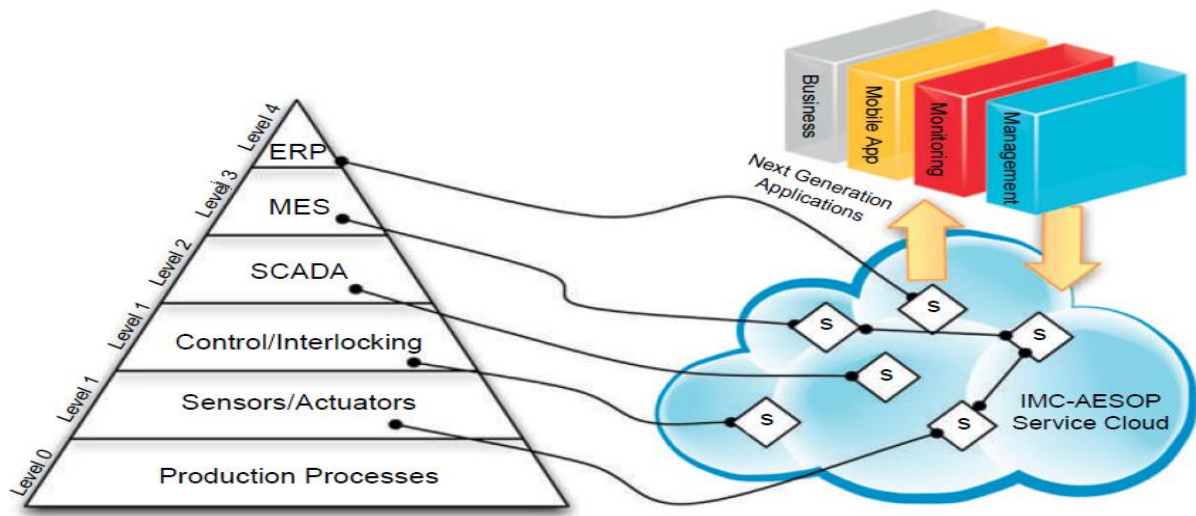 Level 4
ERP
Level 3
MES
Level 2
SCADA
Level 1
Control/Interlocking
Level 1
Sensors/Actuators
Level 0
Production Processes
Business
Mobile App
Monitoring
Management
Next Generation
Applications
S
S
S
S
S
S
IMC-AESOP
Service Cloud